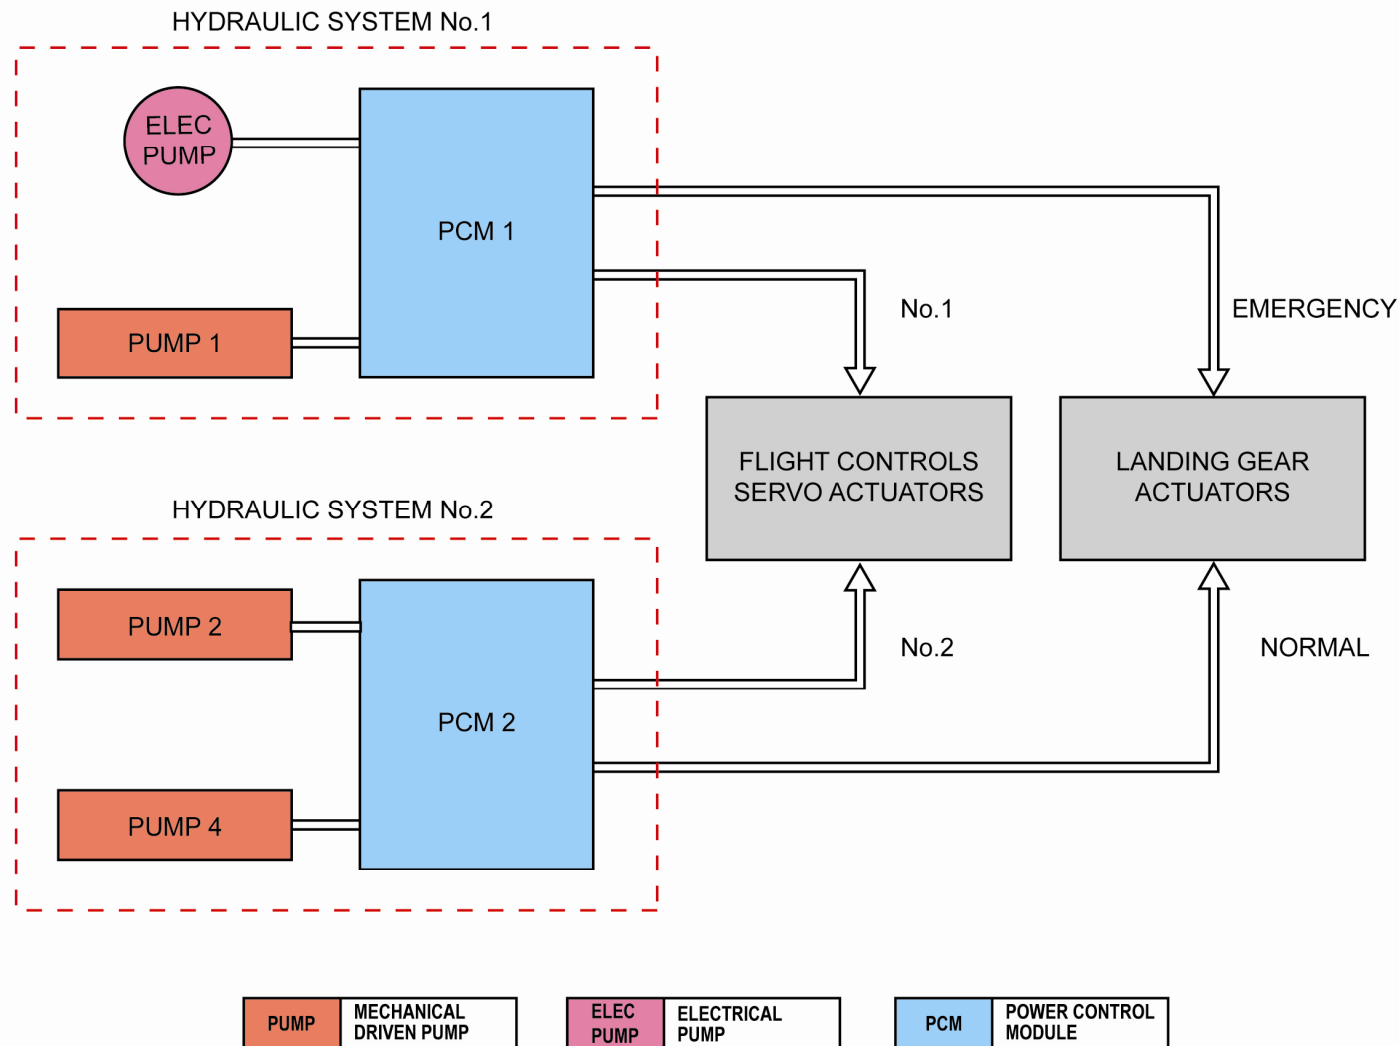 HYDRAULIC SYSTEM No.1
ELEC
PUMP
PCM 1
PUMP 1
No.1
EMERGENCY
FLIGHT CONTROLS
SERVO ACTUATORS
LANDING GEAR
ACTUATORS
HYDRAULIC SYSTEM No.2
PUMP 2
PCM 2
No.2
NORMAL
PUMP 4
PUMP
MECHANICAL
DRIVEN PUMP
ELEC
PUMP
ELECTRICAL
PUMP
PCM
POWER CONTROL
MODULE